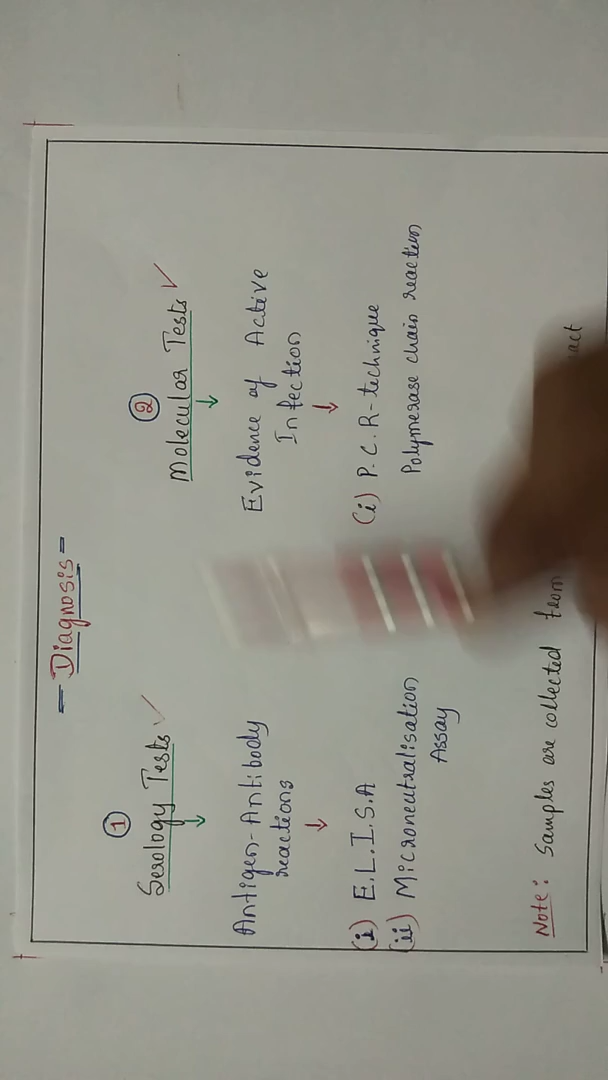 - Diagnosis -
1
Serology Tests
Antigen-Antibody
reactions
(i) E.L.I.S.A
(ii) Microneutralisation
Assay
2
Molecular Tests
Evidence of Active
Infection
(i) P.C.R-technique
Polymerase chain reaction
Note: Samples are collected from